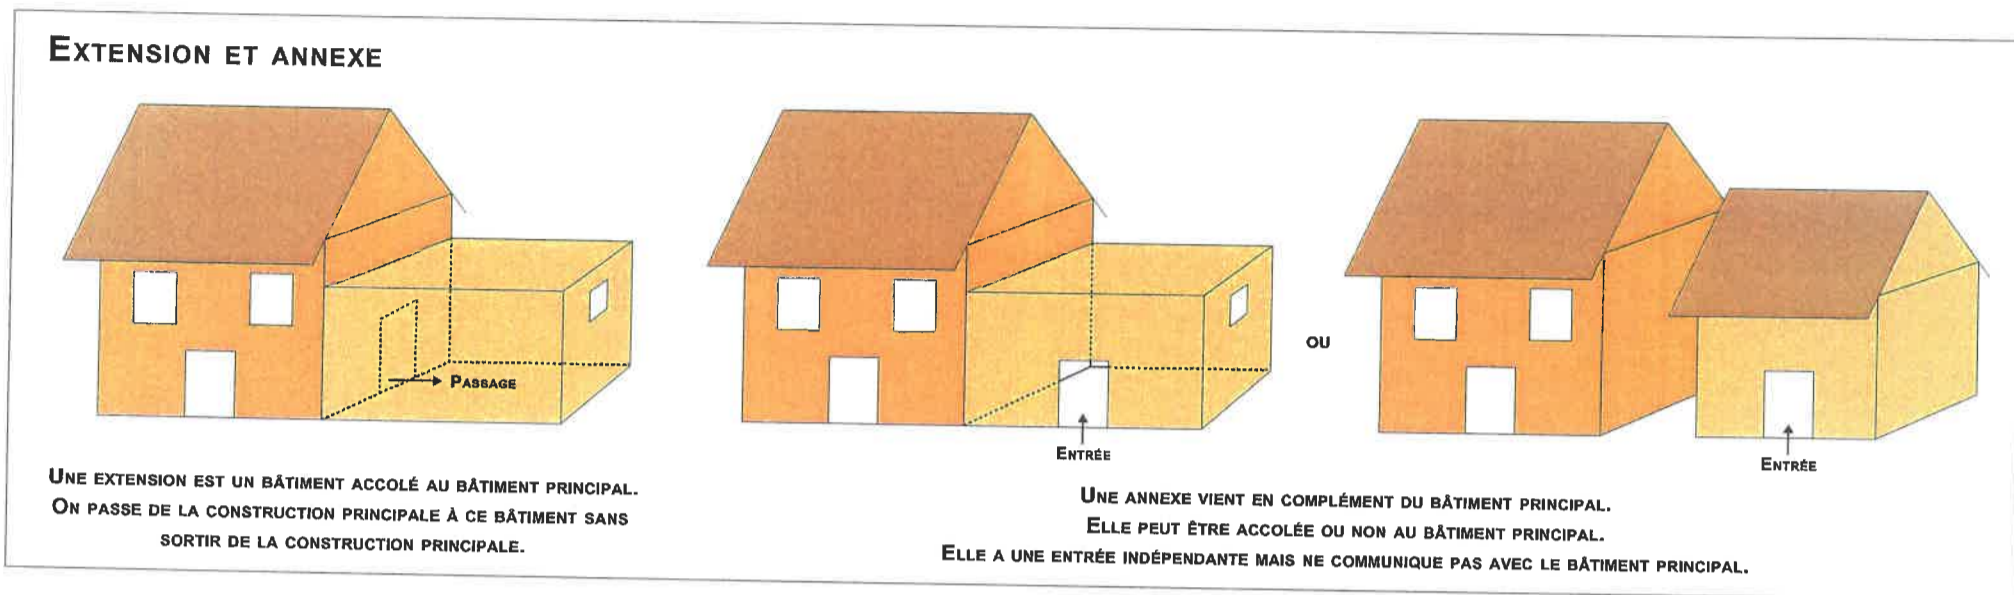 EXTENSION ET ANNEXE
PASSAGE
ENTRÉE
OU
ENTRÉE
UNE EXTENSION EST UN BÂTIMENT ACCOLÉ AU BÂTIMENT PRINCIPAL.
ON PASSE DE LA CONSTRUCTION PRINCIPALE À CE BÂTIMENT SANS
SORTIR DE LA CONSTRUCTION PRINCIPALE.
UNE ANNEXE VIENT EN COMPLÉMENT DU BÂTIMENT PRINCIPAL.
ELLE PEUT ÊTRE ACCOLÉE OU NON AU BÂTIMENT PRINCIPAL.
ELLE A UNE ENTRÉE INDÉPENDANTE MAIS NE COMMUNIQUE PAS AVEC LE BÂTIMENT PRINCIPAL.